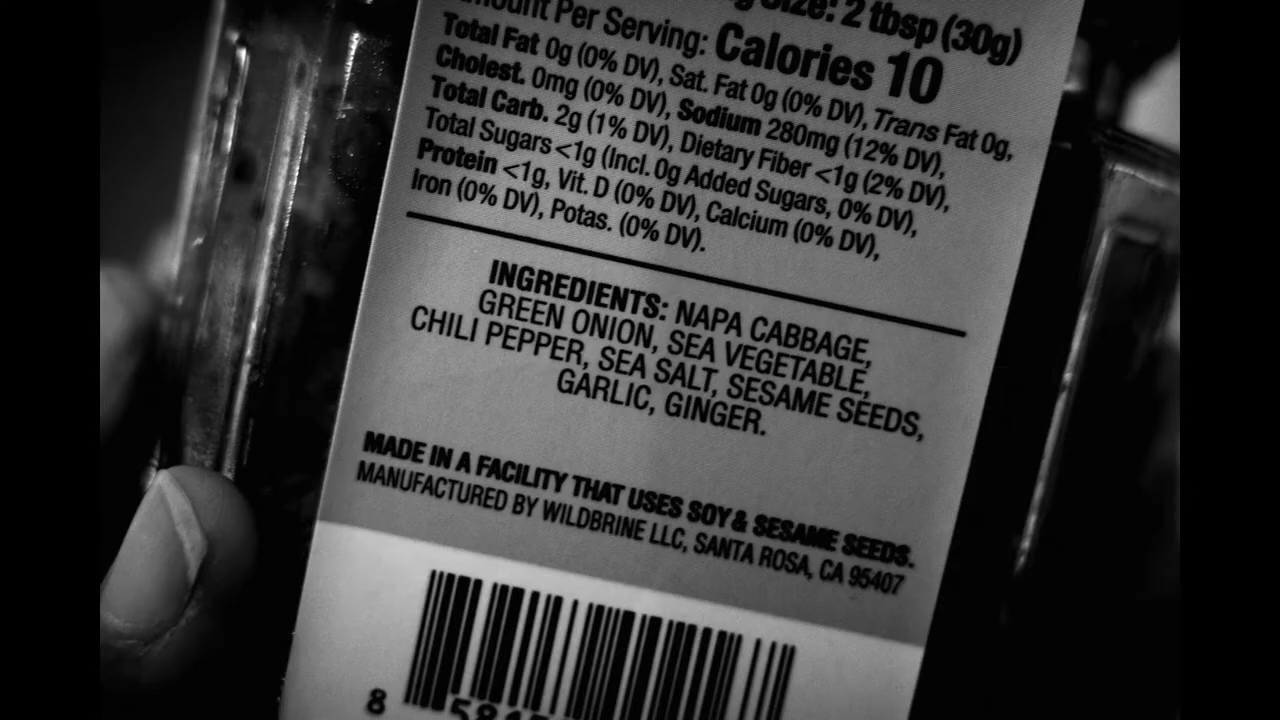 Size: 2 tbsp (30g)
Amount Per Serving: Calories 10
Total Fat 0g (0% DV), Sat. Fat 0g (0% DV), Trans Fat 0g,
Cholest. 0mg (0% DV), Sodium 280mg (12% DV),
Total Carb. 2g (1% DV), Dietary Fiber <1g (2% DV),
Total Sugars <1g (Incl. 0g Added Sugars, 0% DV),
Protein <1g, Vit. D (0% DV), Calcium (0% DV),
Iron (0% DV), Potas. (0% DV).
INGREDIENTS: NAPA CABBAGE,
GREEN ONION, SEA VEGETABLE,
CHILI PEPPER, SEA SALT, SESAME SEEDS,
GARLIC, GINGER.
MADE IN A FACILITY THAT USES SOY & SESAME SEEDS.
MANUFACTURED BY WILDBRINE LLC, SANTA ROSA, CA 95407
8